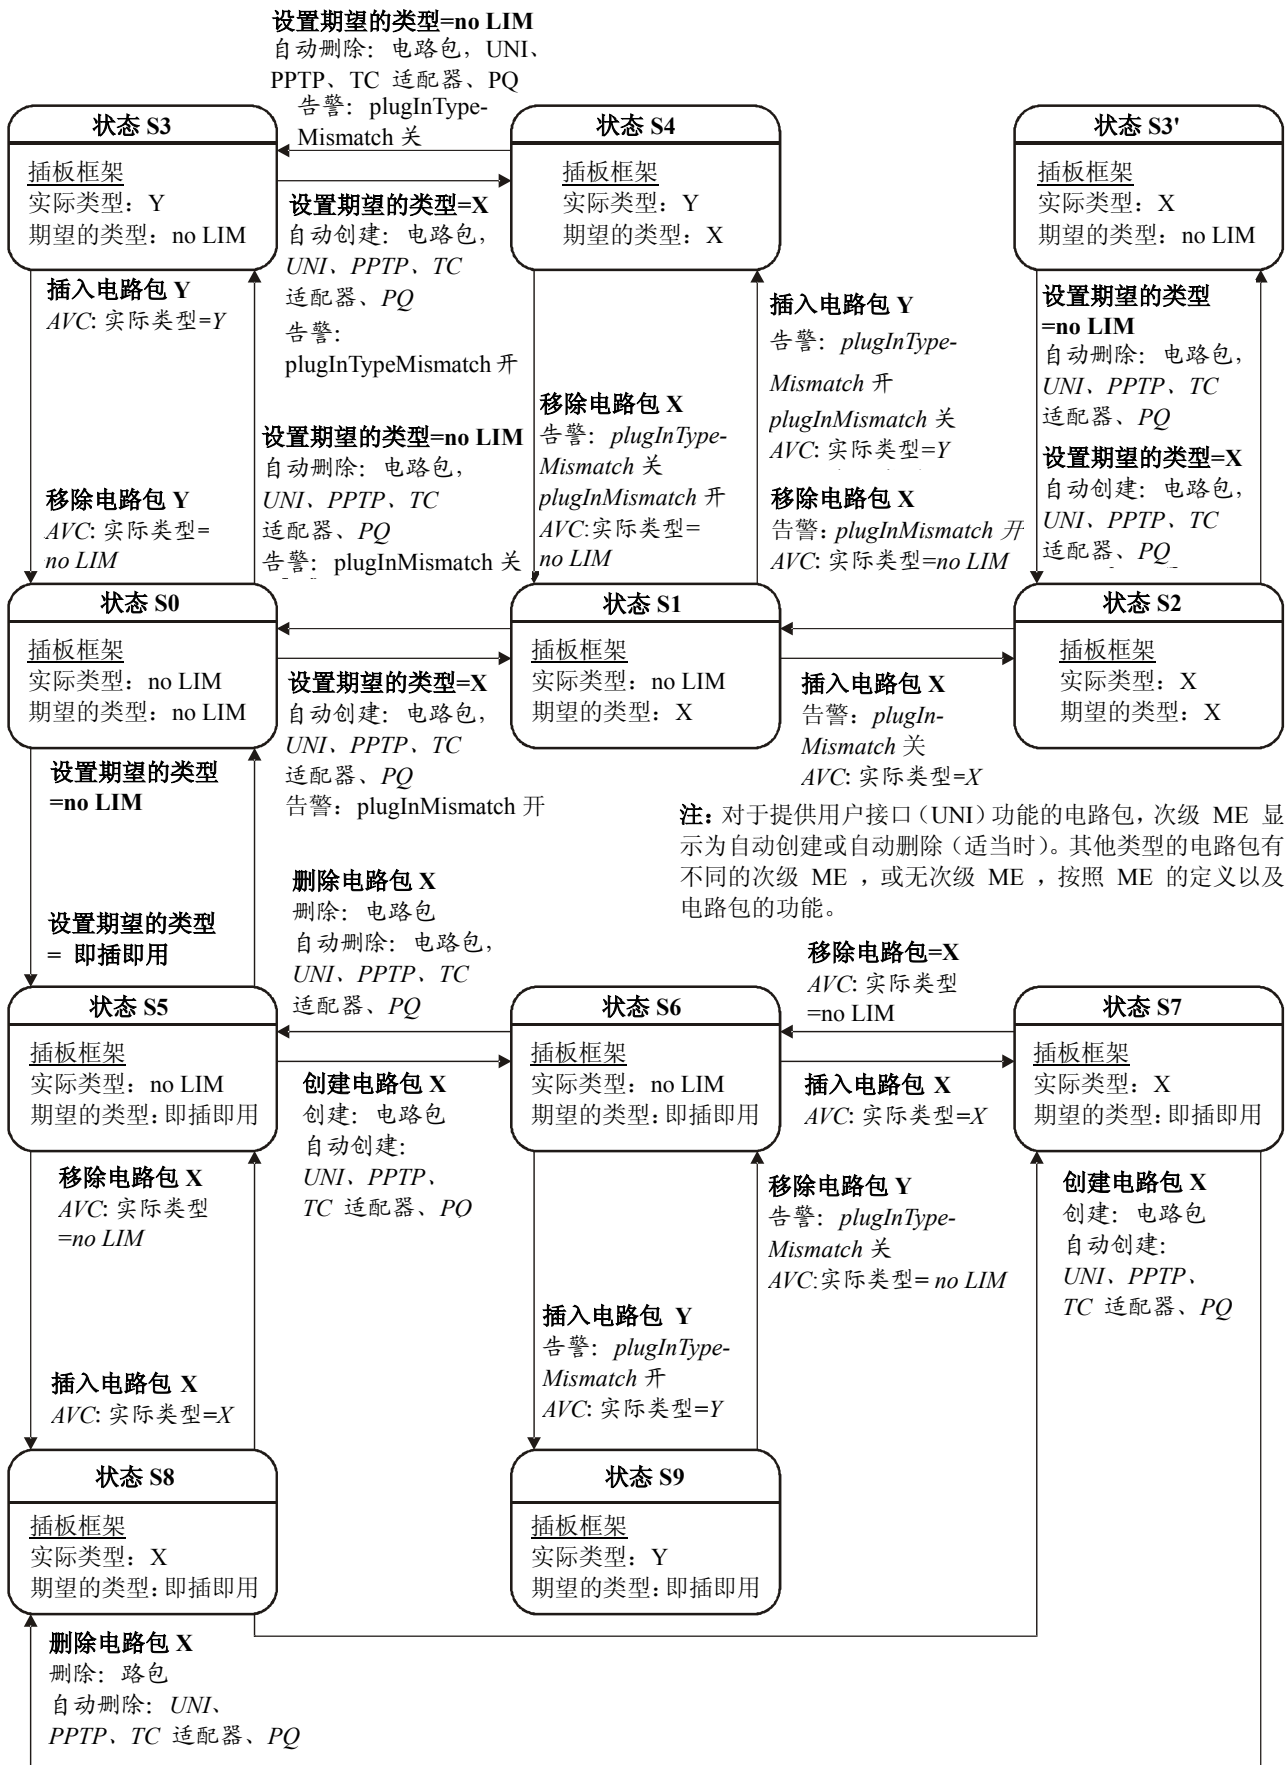 设置期望的类型=no LIM
自动删除：电路包，UNI、
PPTP、TC 适配器、PQ
告警：plugInType-
Mismatch 关
状态 S3
插板框架
实际类型：Y
期望的类型：no LIM
状态 S4
插板框架
实际类型：Y
期望的类型：X
状态 S3'
插板框架
实际类型：X
期望的类型：no LIM
设置期望的类型=X
自动创建：电路包，
UNI、PPTP、TC
适配器、PQ
告警：
plugInTypeMismatch 开
插入电路包 Y
AVC: 实际类型=Y
移除电路包 Y
AVC: 实际类型=
no LIM
设置期望的类型=no LIM
自动删除：电路包，
UNI、PPTP、TC
适配器、PQ
告警：plugInMismatch 关
移除电路包 X
告警：plugInType-
Mismatch 关
plugInMismatch 开
AVC:实际类型=
no LIM
插入电路包 Y
告警：plugInType-
Mismatch 开
plugInMismatch 关
AVC: 实际类型=Y
移除电路包 X
告警：plugInMismatch 开
AVC: 实际类型=no LIM
设置期望的类型
=no LIM
自动删除：电路包，
UNI、PPTP、TC
适配器、PQ
设置期望的类型=X
自动创建：电路包，
UNI、PPTP、TC
适配器、PQ
状态 S0
插板框架
实际类型：no LIM
期望的类型：no LIM
状态 S1
插板框架
实际类型：no LIM
期望的类型：X
状态 S2
插板框架
实际类型：X
期望的类型：X
设置期望的类型=X
自动创建：电路包，
UNI、PPTP、TC
适配器、PQ
告警：plugInMismatch 开
插入电路包 X
告警：plugIn-
Mismatch 关
AVC: 实际类型=X
设置期望的类型
=no LIM
设置期望的类型
= 即插即用
注：对于提供用户接口（UNI）功能的电路包，次级 ME 显
示为自动创建或自动删除（适当时）。其他类型的电路包有
不同的次级 ME ，或无次级 ME ，按照 ME 的定义以及
电路包的功能。
删除电路包 X
删除：电路包
自动删除：电路包，
UNI、PPTP、TC
适配器、PQ
移除电路包=X
AVC: 实际类型
=no LIM
状态 S5
插板框架
实际类型：no LIM
期望的类型：即插即用
状态 S6
插板框架
实际类型：no LIM
期望的类型：即插即用
状态 S7
插板框架
实际类型：X
期望的类型：即插即用
创建电路包 X
创建：电路包
自动创建：
UNI、PPTP、
TC 适配器、PQ
插入电路包 X
AVC: 实际类型=X
移除电路包 X
AVC: 实际类型
=no LIM
插入电路包 X
AVC: 实际类型=X
移除电路包 Y
告警：plugInType-
Mismatch 关
AVC:实际类型= no LIM
插入电路包 Y
告警：plugInType-
Mismatch 开
AVC: 实际类型=Y
创建电路包 X
创建：电路包
自动创建：
UNI、PPTP、
TC 适配器、PQ
状态 S8
插板框架
实际类型：X
期望的类型：即插即用
状态 S9
插板框架
实际类型：Y
期望的类型：即插即用
删除电路包 X
删除：路包
自动删除：UNI、
PPTP、TC 适配器、PQ